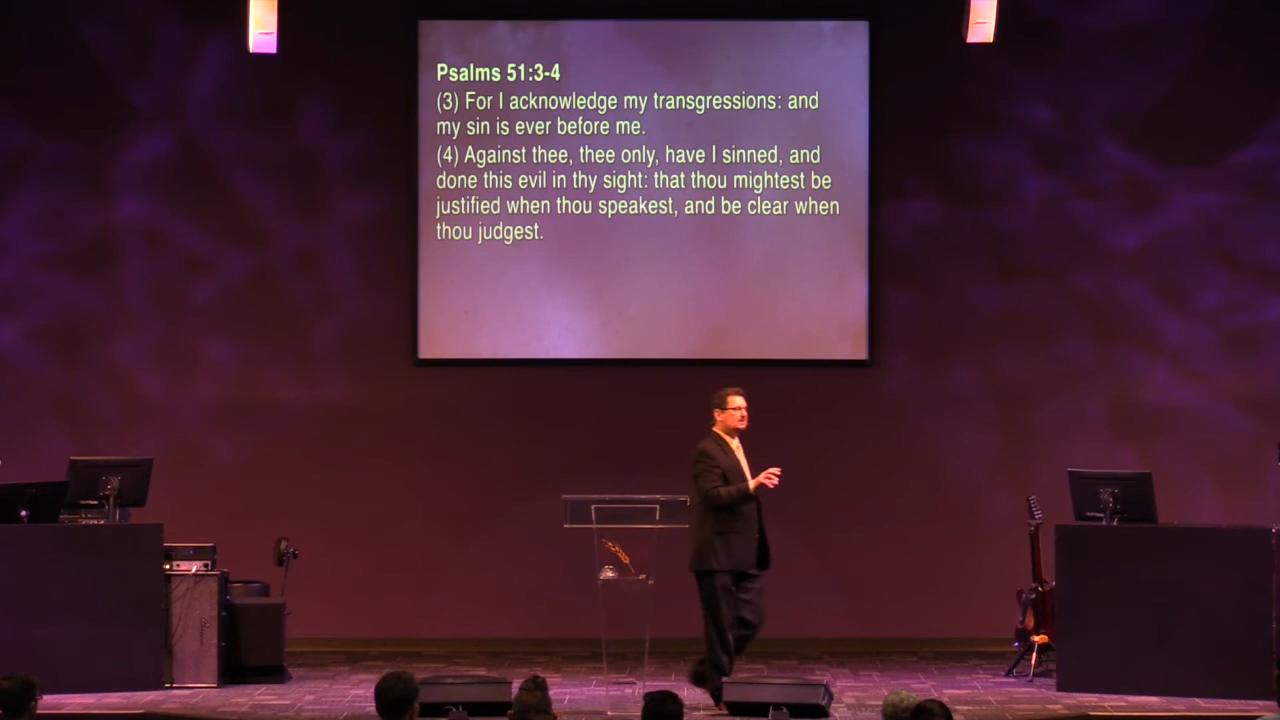 Psalms 51:3-4
(3) For I acknowledge my transgressions: and
my sin is ever before me.
(4) Against thee, thee only, have I sinned, and
done this evil in thy sight: that thou mightest be
justified when thou speakest, and be clear when
thou judgest.